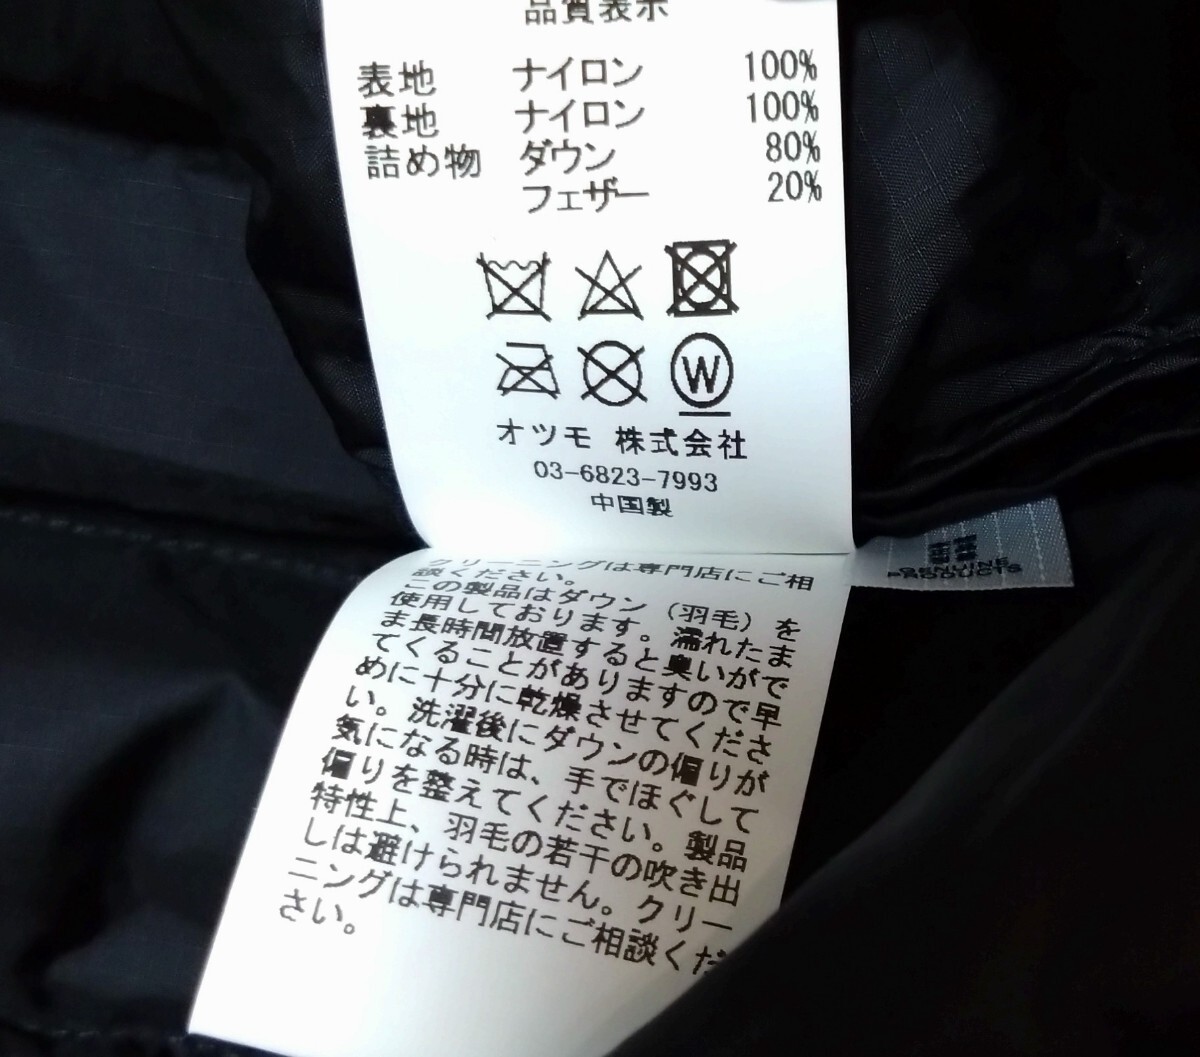 品質表示
表地 ナイロン 100%
裏地 ナイロン 100%
詰め物 ダウン 80%
フェザー 20%
W
オツモ 株式会社
03-6823-7993
中国製
クリーニングは専門店にご相
談ください。
この製品はダウン（羽毛）を
使用しております。濡れたま
ま長時間放置すると臭いがで
てくることがありますので早
めに十分に乾燥させてくださ
い。洗濯後にダウンの偏りが
気になる時は、手でほぐして
偏りを整えてください。製品
特性上、羽毛の若干の吹き出
しは避けられません。クリー
ニングは専門店にご相談くだ
さい。
GENUINE
PRODUCTS